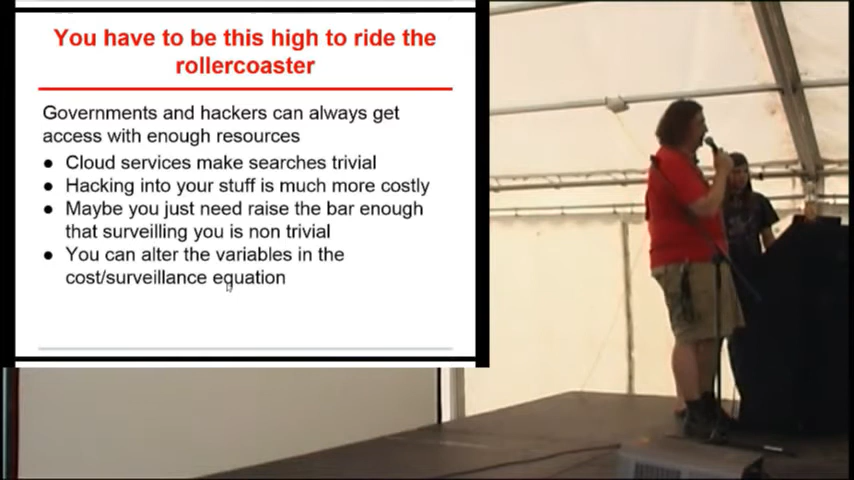 You have to be this high to ride the
rollercoaster
Governments and hackers can always get
access with enough resources
● Cloud services make searches trivial
● Hacking into your stuff is much more costly
● Maybe you just need raise the bar enough
that surveilling you is non trivial
● You can alter the variables in the
cost/surveillance equation